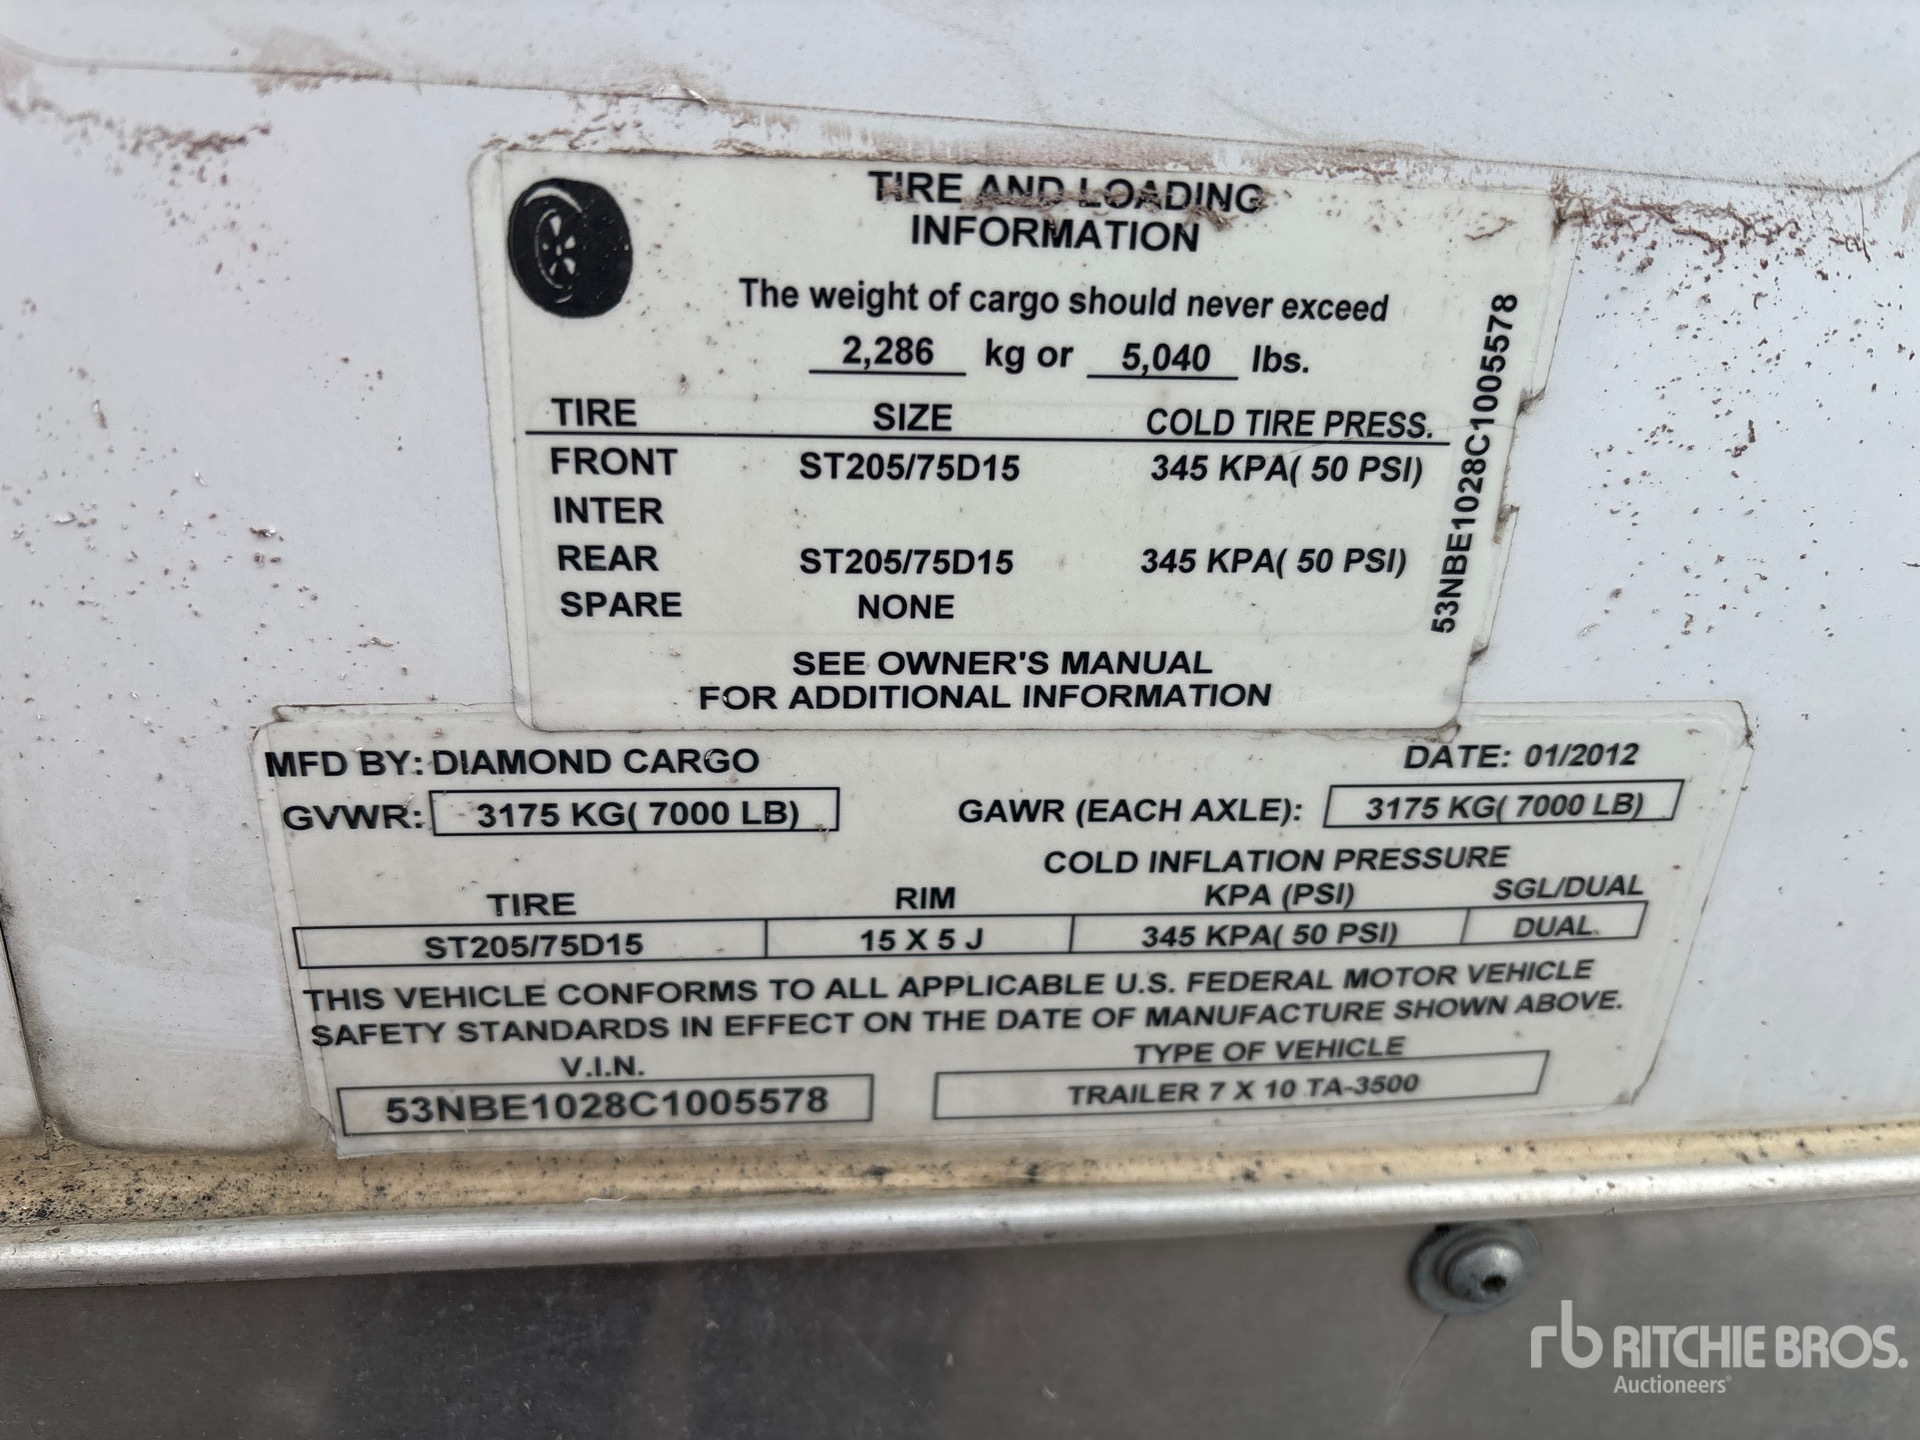 TIRE AND LOADING
INFORMATION
The weight of cargo should never exceed
2,286 kg or 5,040 lbs.
TIRE SIZE COLD TIRE PRESS.
FRONT ST205/75D15 345 KPA( 50 PSI)
INTER
REAR ST205/75D15 345 KPA( 50 PSI)
SPARE NONE
SEE OWNER'S MANUAL
FOR ADDITIONAL INFORMATION
53NBE1028C1005578
MFD BY: DIAMOND CARGO DATE: 01/2012
GVWR: 3175 KG( 7000 LB) GAWR (EACH AXLE): 3175 KG( 7000 LB)
COLD INFLATION PRESSURE
TIRE RIM KPA (PSI) SGL/DUAL
ST205/75D15 15 X 5 J 345 KPA( 50 PSI) DUAL
THIS VEHICLE CONFORMS TO ALL APPLICABLE U.S. FEDERAL MOTOR VEHICLE
SAFETY STANDARDS IN EFFECT ON THE DATE OF MANUFACTURE SHOWN ABOVE.
V.I.N. TYPE OF VEHICLE
53NBE1028C1005578 TRAILER 7 X 10 TA-3500
rb RITCHIE BROS.
Auctioneers